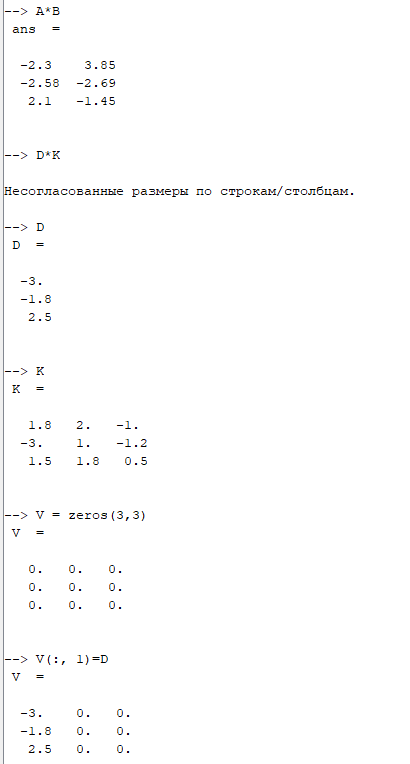 --> A*B
ans =
-2.3 3.85
-2.58 -2.69
2.1 -1.45
--> D*K
Несогласованные размеры по строкам/столбцам.
--> D
D =
-3.
-1.8
2.5
--> K
K =
1.8 2. -1.
-3. 1. -1.2
1.5 1.8 0.5
--> V = zeros(3,3)
V =
0. 0. 0.
0. 0. 0.
0. 0. 0.
--> V(:, 1)=D
V =
-3. 0. 0.
-1.8 0. 0.
2.5 0. 0.